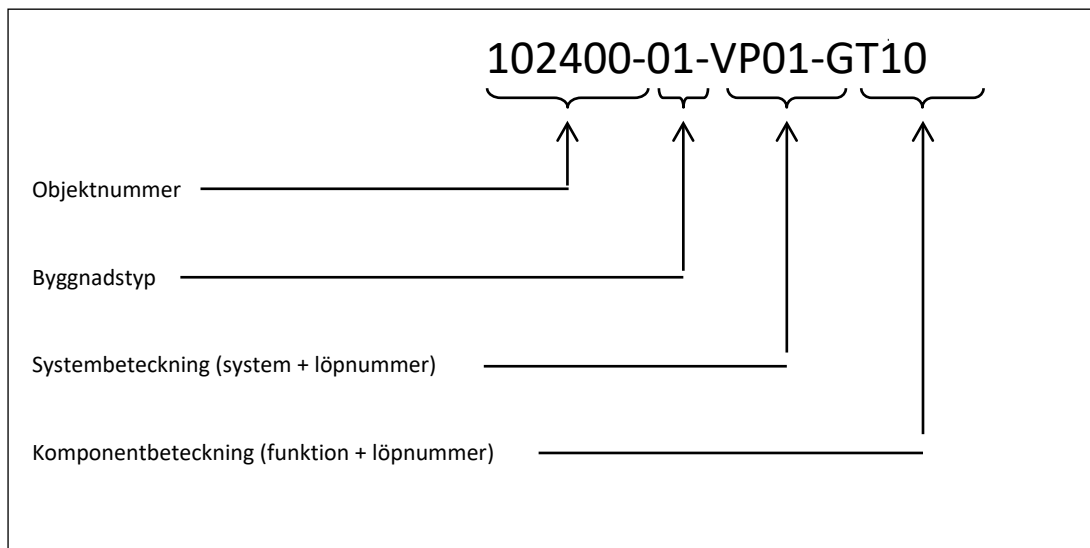 102400-01-VP01-GT10
Objektnummer
Byggnadstyp
Systembeteckning (system + löpnummer)
Komponentbeteckning (funktion + löpnummer)